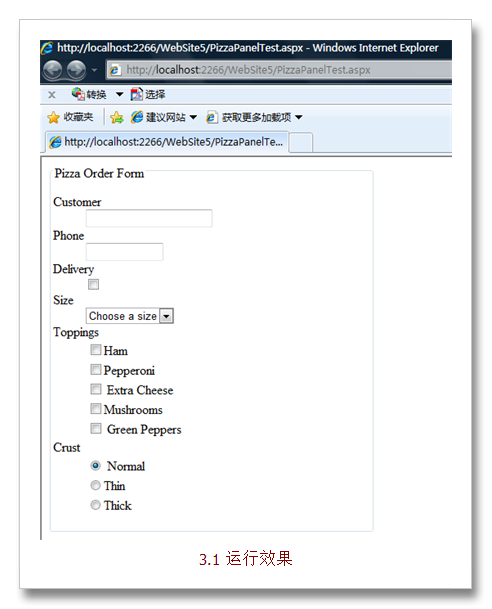 http://localhost:2266/WebSite5/PizzaPanelTest.aspx - Windows Internet Explorer
http://localhost:2266/WebSite5/PizzaPanelTest.aspx
x 转换 选择
收藏夹 建议网站 获取更多加载项
http://localhost:2266/WebSite5/PizzaPanelTe...
Pizza Order Form
Customer
Phone
Delivery
Size
Choose a size
Toppings
Ham
Pepperoni
Extra Cheese
Mushrooms
Green Peppers
Crust
Normal
Thin
Thick
3.1 运行效果